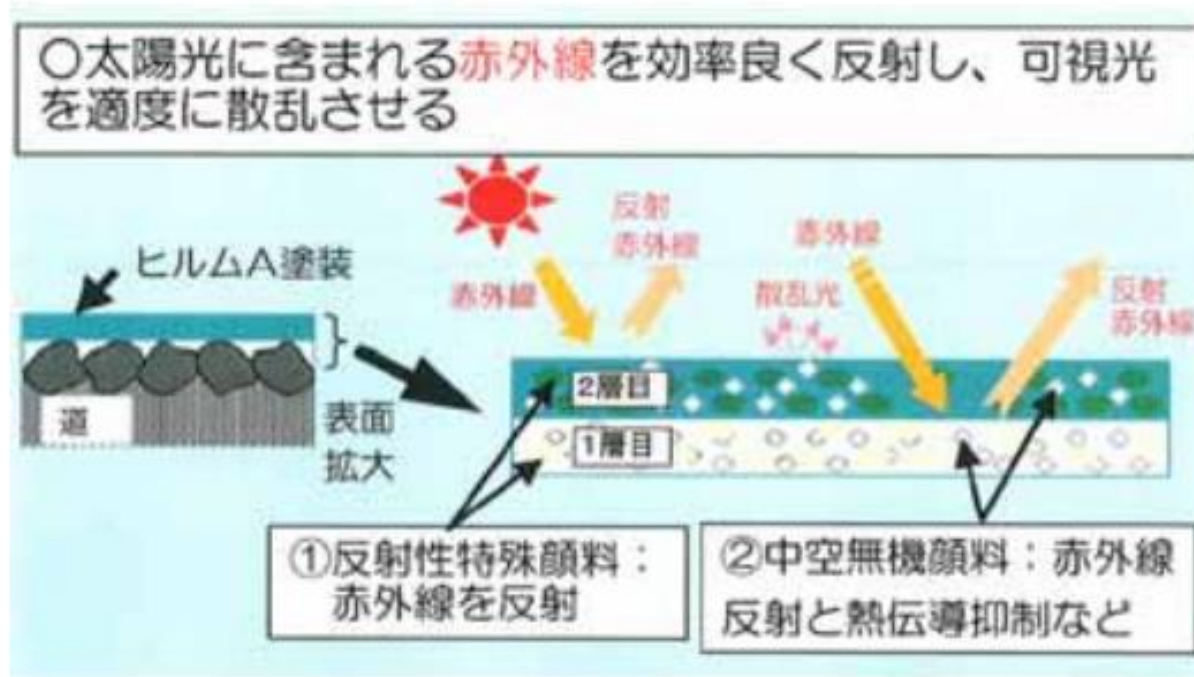 〇太陽光に含まれる赤外線を効率良く反射し、可視光
を適度に散乱させる
反射
赤外線
赤外線
ヒルムA塗装
赤外線
散乱光
反射
赤外線
2層目
道
表面
拡大
1層目
①反射性特殊顔料：
赤外線を反射
②中空無機顔料：赤外線
反射と熱伝導抑制など